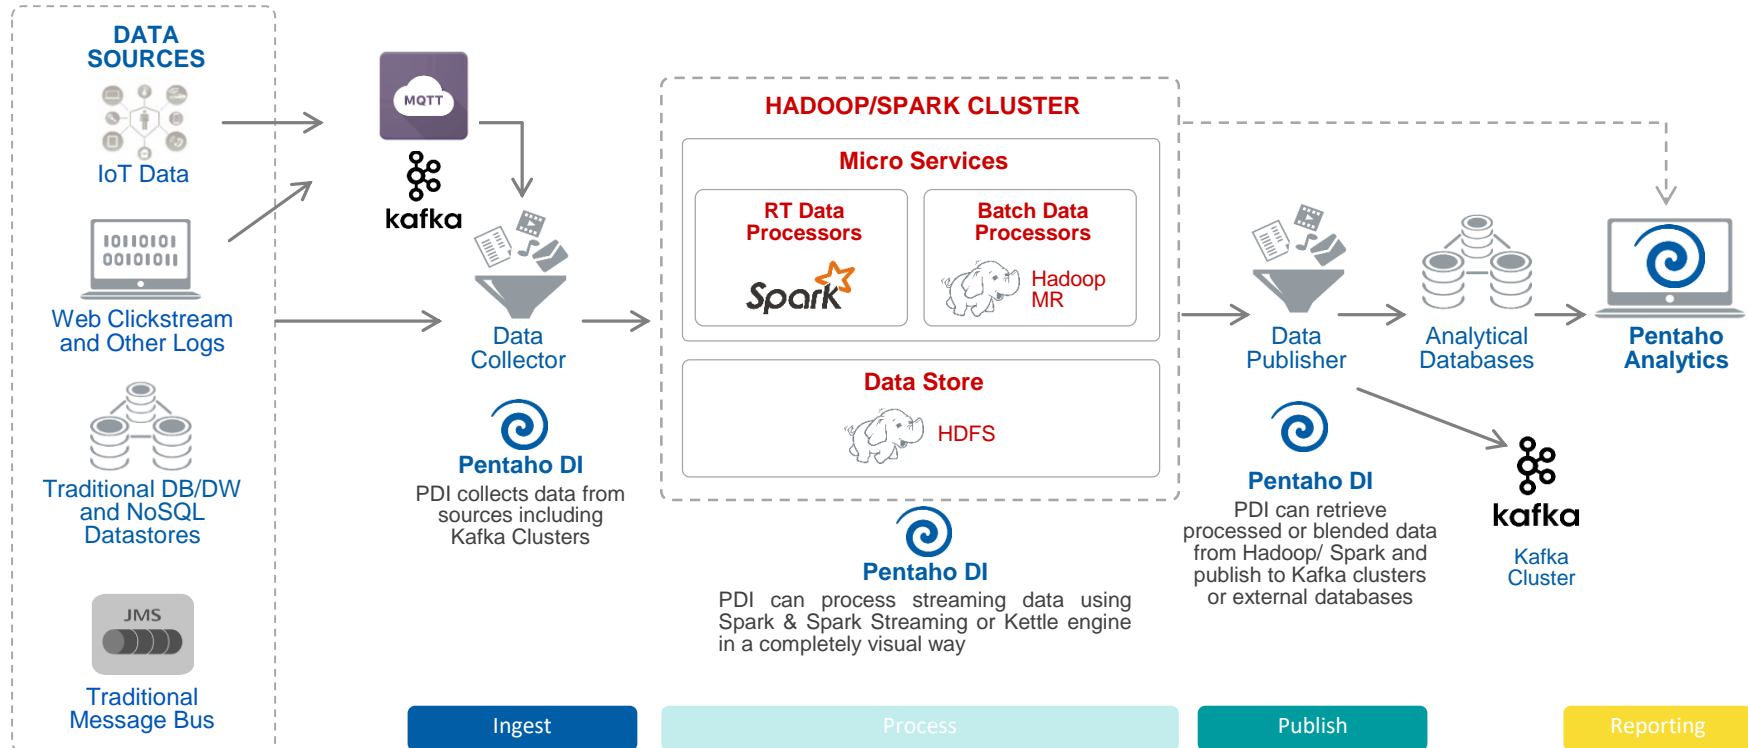 DATA
SOURCES
IoT Data
10110101
00101011
Web Clickstream
and Other Logs
Traditional DB/DW
and NoSQL
Datastores
JMS
Traditional
Message Bus
MQTT
kafka
Data
Collector
Pentaho DI
PDI collects data from
sources including
Kafka Clusters
HADOOP/SPARK CLUSTER
Micro Services
RT Data
Processors
Spark
Batch Data
Processors
Hadoop
MR
Data Store
HDFS
Pentaho DI
PDI can process streaming data using
Spark & Spark Streaming or Kettle engine
in a completely visual way
Data
Publisher
Pentaho DI
PDI can retrieve
processed or blended data
from Hadoop/ Spark and
publish to Kafka clusters
or external databases
Analytical
Databases
kafka
Kafka
Cluster
Pentaho
Analytics
Ingest
Process
Publish
Reporting